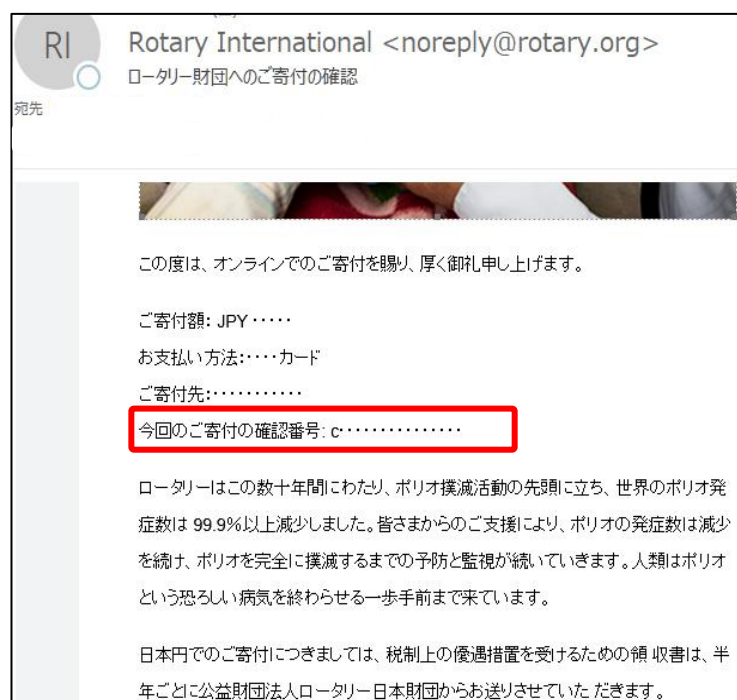 RI
Rotary International <noreply@rotary.org>
ロータリー財団へのご寄付の確認
宛先
この度は、オンラインでのご寄付を賜り、厚く御礼申し上げます。
ご寄付額: JPY ・・・・・
お支払い方法:・・・・カード
ご寄付先:・・・・・・・・・・・
今回のご寄付の確認番号: c・・・・・・・・・・・・・・・
ロータリーはこの数十年間にわたり、ポリオ撲滅活動の先頭に立ち、世界のポリオ発
症数は 99.9%以上減少しました。皆さまからのご支援により、ポリオの発症数は減少
を続け、ポリオを完全に撲滅するまでの予防と監視が続いていきます。人類はポリオ
という恐ろしい病気を終わらせる一歩手前まで来ています。
日本円でのご寄付につきましては、税制上の優遇措置を受けるための領 収書は、半
年ごとに公益財団法人ロータリー日本財団からお送りさせていた だきます。